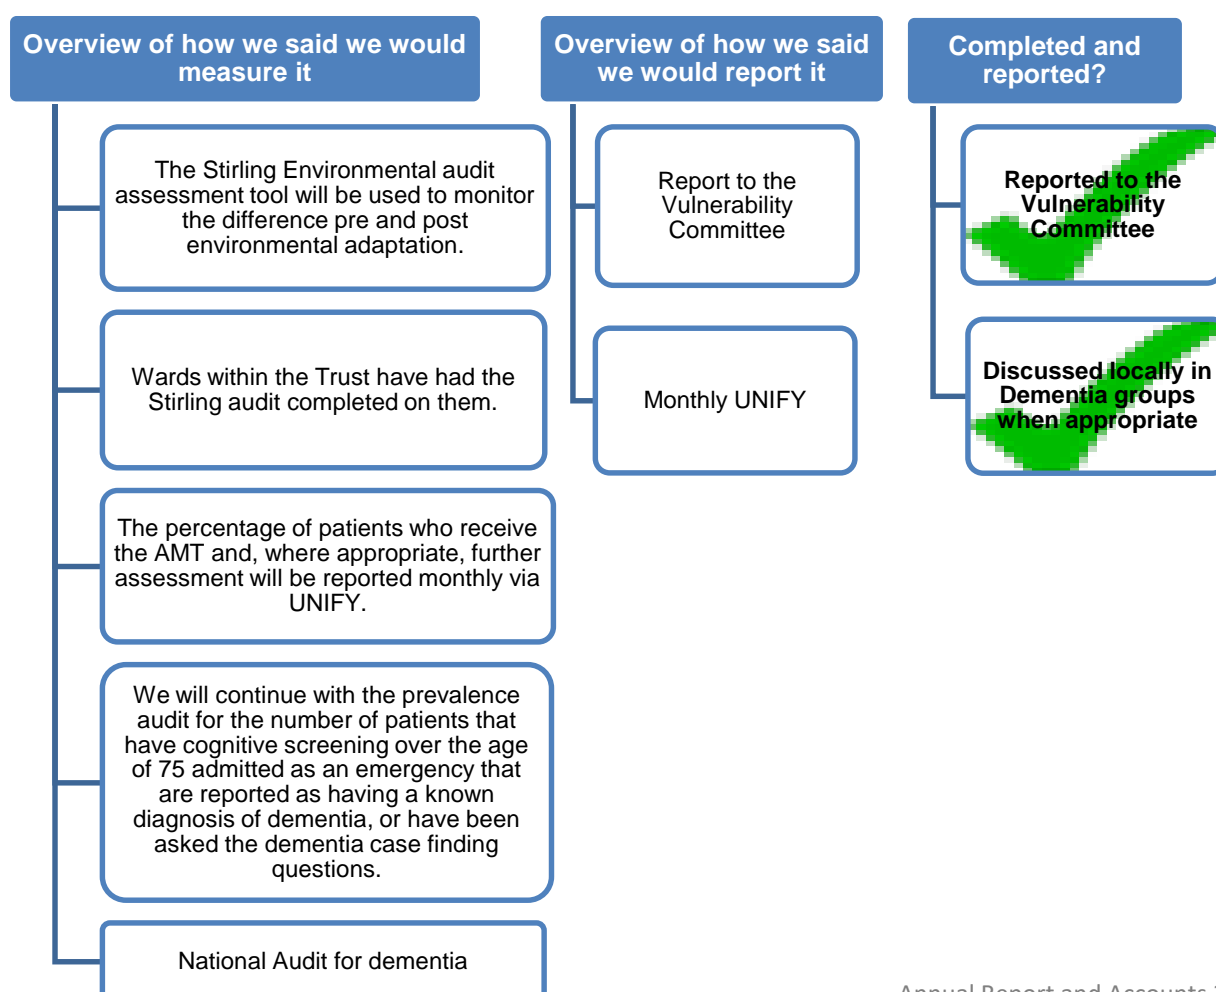 Overview of how we said we would
measure it
The Stirling Environmental audit
assessment tool will be used to monitor
the difference pre and post
environmental adaptation.
Wards within the Trust have had the
Stirling audit completed on them.
The percentage of patients who receive
the AMT and, where appropriate, further
assessment will be reported monthly via
UNIFY.
We will continue with the prevalence
audit for the number of patients that
have cognitive screening over the age
of 75 admitted as an emergency that
are reported as having a known
diagnosis of dementia, or have been
asked the dementia case finding
questions.
National Audit for dementia
Overview of how we said
we would report it
Report to the
Vulnerability
Committee
Monthly UNIFY
Completed and
reported?
Reported to the
Vulnerability
Committee
Discussed locally in
Dementia groups
when appropriate
Annual Report and Accounts